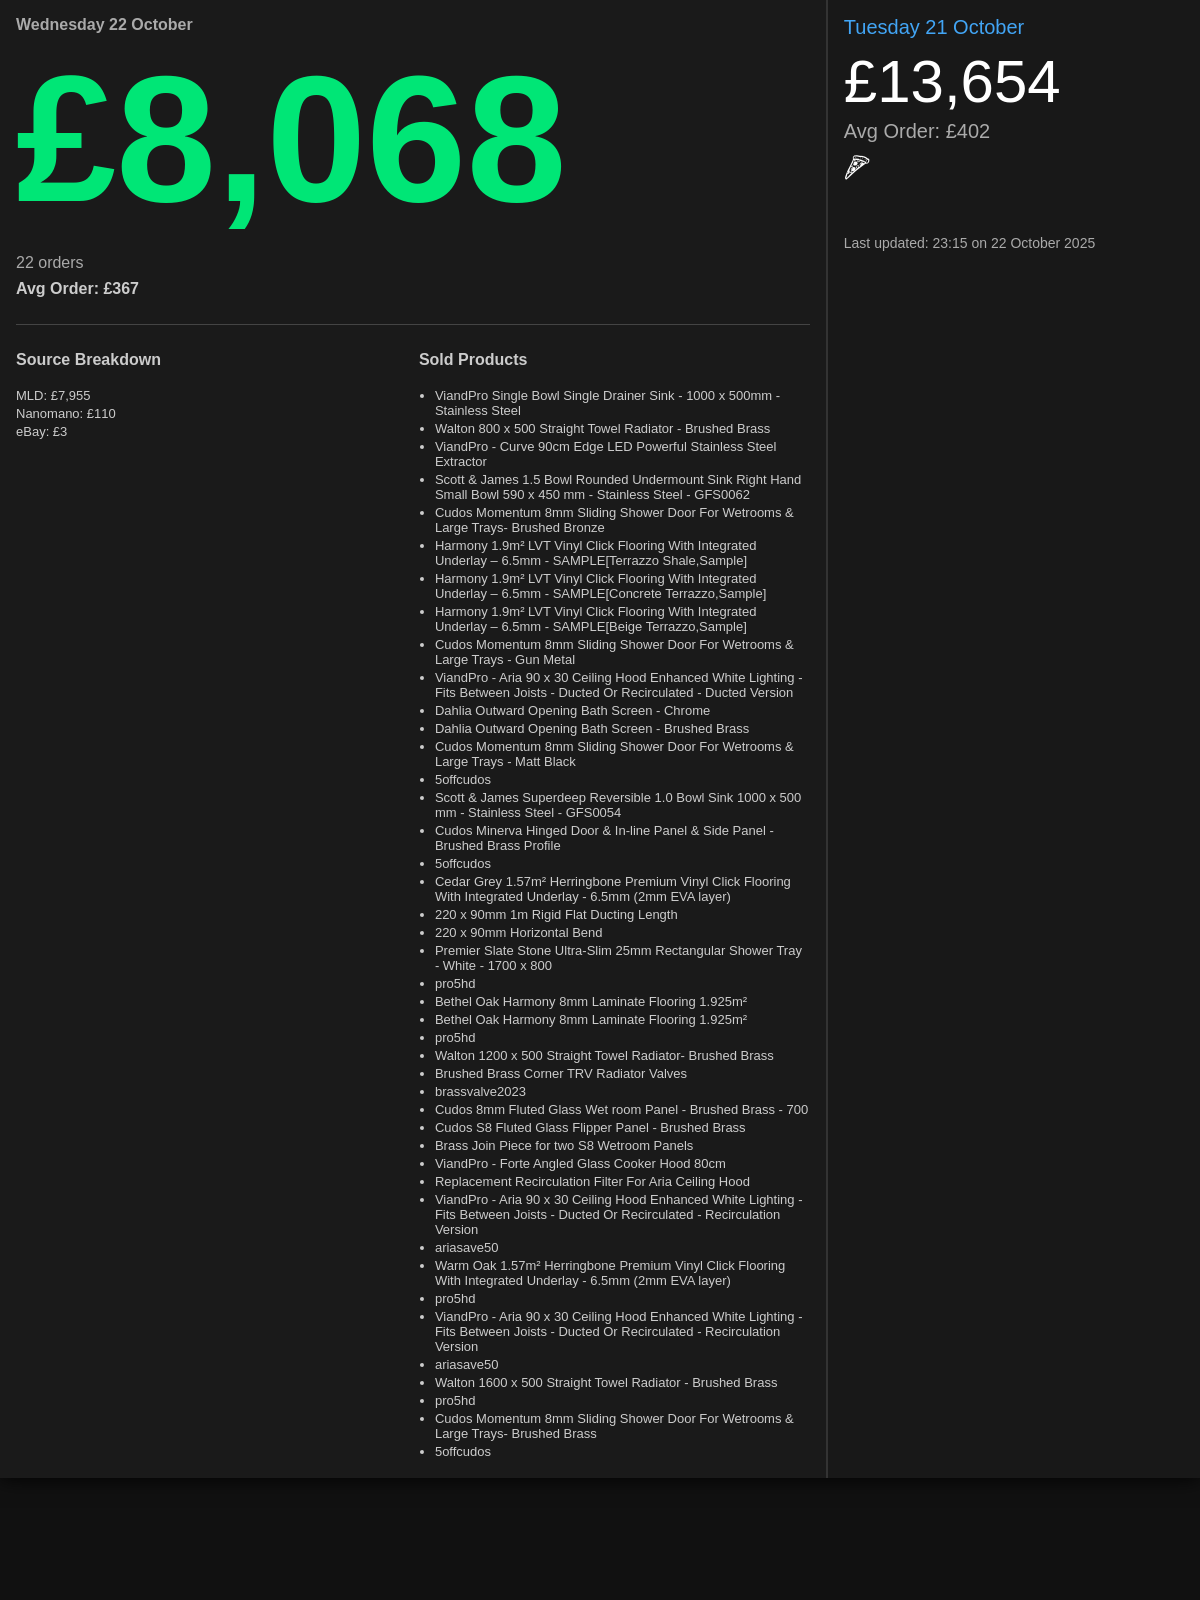 Wednesday 22 October
£8,068
22 orders
Avg Order: £367
Source Breakdown
MLD: £7,955
Nanomano: £110
eBay: £3
Sold Products
ViandPro Single Bowl Single Drainer Sink - 1000 x 500mm -
Stainless Steel
Walton 800 x 500 Straight Towel Radiator - Brushed Brass
ViandPro - Curve 90cm Edge LED Powerful Stainless Steel
Extractor
Scott & James 1.5 Bowl Rounded Undermount Sink Right Hand
Small Bowl 590 x 450 mm - Stainless Steel - GFS0062
Cudos Momentum 8mm Sliding Shower Door For Wetrooms &
Large Trays- Brushed Bronze
Harmony 1.9m² LVT Vinyl Click Flooring With Integrated
Underlay – 6.5mm - SAMPLE[Terrazzo Shale,Sample]
Harmony 1.9m² LVT Vinyl Click Flooring With Integrated
Underlay – 6.5mm - SAMPLE[Concrete Terrazzo,Sample]
Harmony 1.9m² LVT Vinyl Click Flooring With Integrated
Underlay – 6.5mm - SAMPLE[Beige Terrazzo,Sample]
Cudos Momentum 8mm Sliding Shower Door For Wetrooms &
Large Trays - Gun Metal
ViandPro - Aria 90 x 30 Ceiling Hood Enhanced White Lighting -
Fits Between Joists - Ducted Or Recirculated - Ducted Version
Dahlia Outward Opening Bath Screen - Chrome
Dahlia Outward Opening Bath Screen - Brushed Brass
Cudos Momentum 8mm Sliding Shower Door For Wetrooms &
Large Trays - Matt Black
5offcudos
Scott & James Superdeep Reversible 1.0 Bowl Sink 1000 x 500
mm - Stainless Steel - GFS0054
Cudos Minerva Hinged Door & In-line Panel & Side Panel -
Brushed Brass Profile
5offcudos
Cedar Grey 1.57m² Herringbone Premium Vinyl Click Flooring
With Integrated Underlay - 6.5mm (2mm EVA layer)
220 x 90mm 1m Rigid Flat Ducting Length
220 x 90mm Horizontal Bend
Premier Slate Stone Ultra-Slim 25mm Rectangular Shower Tray
- White - 1700 x 800
pro5hd
Bethel Oak Harmony 8mm Laminate Flooring 1.925m²
Bethel Oak Harmony 8mm Laminate Flooring 1.925m²
pro5hd
Walton 1200 x 500 Straight Towel Radiator- Brushed Brass
Brushed Brass Corner TRV Radiator Valves
brassvalve2023
Cudos 8mm Fluted Glass Wet room Panel - Brushed Brass - 700
Cudos S8 Fluted Glass Flipper Panel - Brushed Brass
Brass Join Piece for two S8 Wetroom Panels
ViandPro - Forte Angled Glass Cooker Hood 80cm
Replacement Recirculation Filter For Aria Ceiling Hood
ViandPro - Aria 90 x 30 Ceiling Hood Enhanced White Lighting -
Fits Between Joists - Ducted Or Recirculated - Recirculation
Version
ariasave50
Warm Oak 1.57m² Herringbone Premium Vinyl Click Flooring
With Integrated Underlay - 6.5mm (2mm EVA layer)
pro5hd
ViandPro - Aria 90 x 30 Ceiling Hood Enhanced White Lighting -
Fits Between Joists - Ducted Or Recirculated - Recirculation
Version
ariasave50
Walton 1600 x 500 Straight Towel Radiator - Brushed Brass
pro5hd
Cudos Momentum 8mm Sliding Shower Door For Wetrooms &
Large Trays- Brushed Brass
5offcudos
Tuesday 21 October
£13,654
Avg Order: £402
Last updated: 23:15 on 22 October 2025